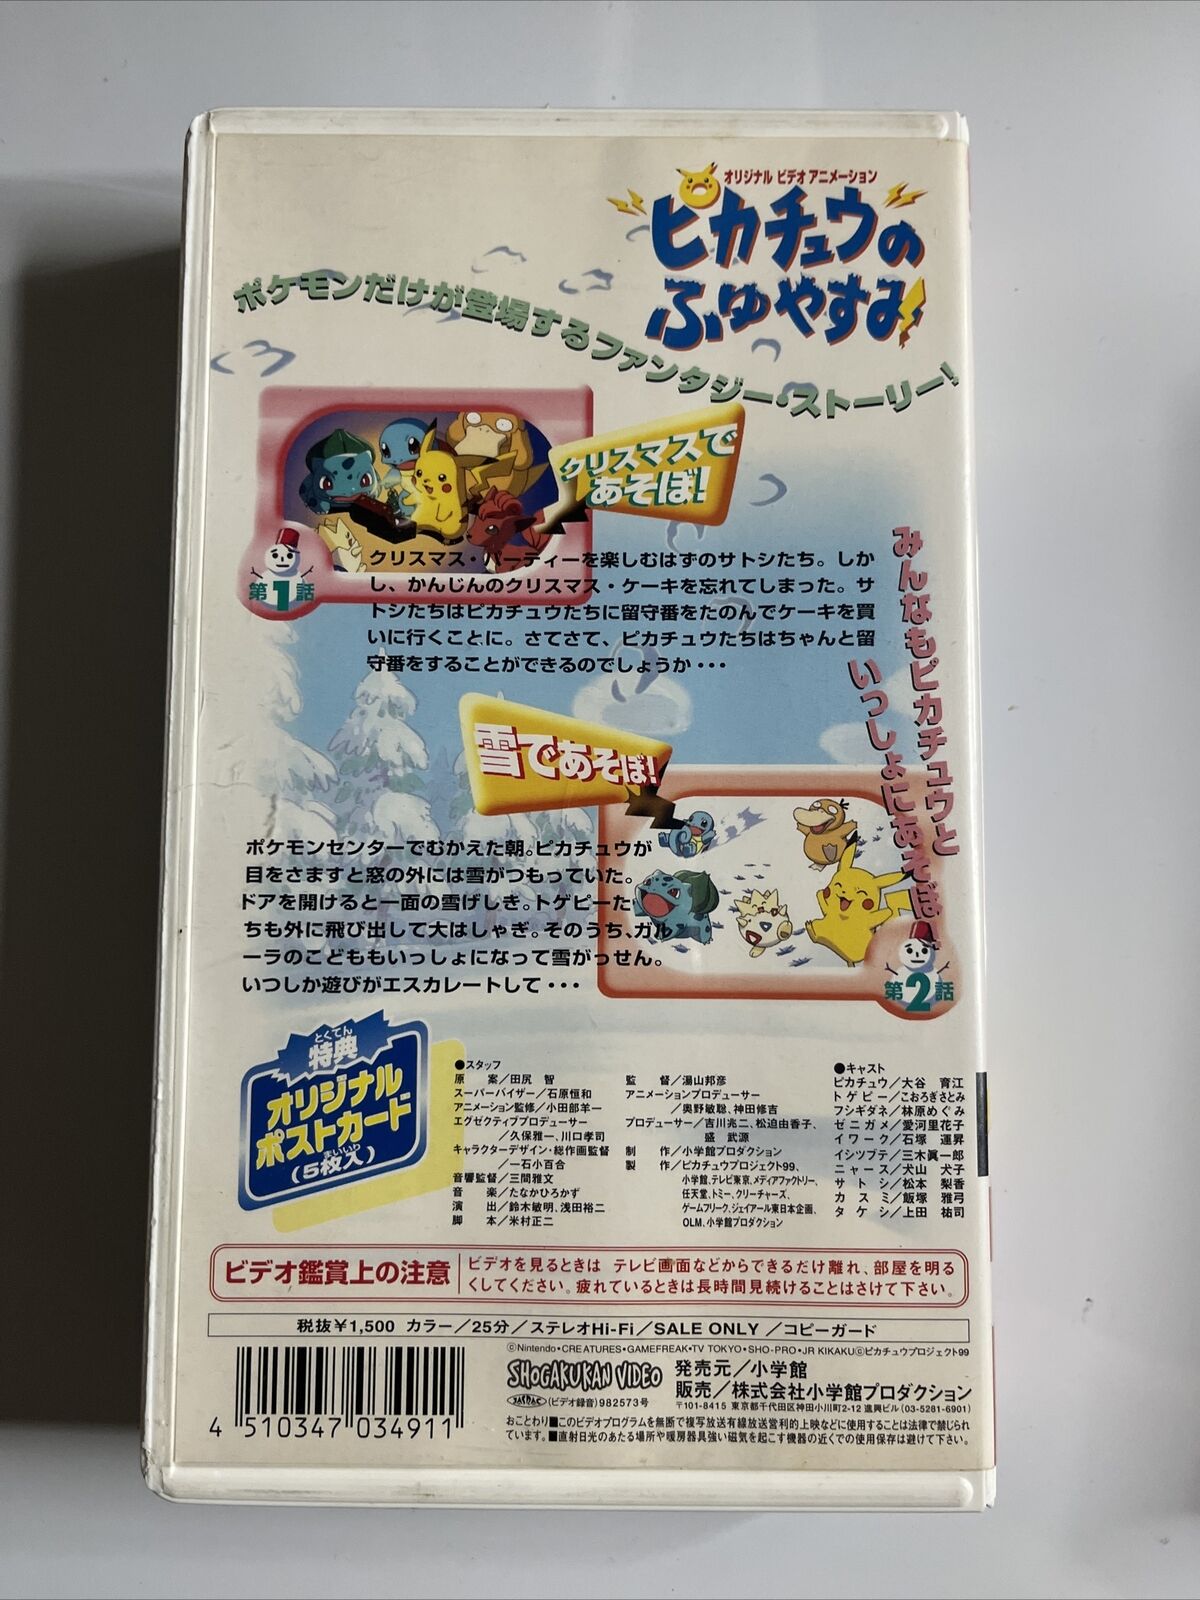 オリジナル ビデオ アニメーション
ピカチュウの
ふゆやすみ
ポケモンだけが登場するファンタジー・ストーリー!
クリスマスで
あそぼ!
第1話
クリスマス・パーティーを楽しむはずのサトシたち。しか
し、かんじんのクリスマス・ケーキを忘れてしまった。サ
トシたちはピカチュウたちに留守番をたのんでケーキを買
いに行くことに。さてさて、ピカチュウたちはちゃんと留
守番をすることができるのでしょうか・・・
みんなもピカチュウと
いっしょにあそぼ!
雪であそぼ!
ポケモンセンターでむかえた朝。ピカチュウが
目をさますと窓の外には雪がつもっていた。
ドアを開けると一面の雪げしき。トゲピーた
ちも外に飛び出して大はしゃぎ。そのうち、ガル
ーラのこどももいっしょになって雪がっせん。
いつしか遊びがエスカレートして・・・
第2話
とくてん
特典
オリジナル
ポストカード
まいいり
(5枚入)
●スタッフ
原 案/田尻 智
スーパーバイザー/石原恒和
アニメーション監修/小田部羊一
エグゼクティブプロデューサー
/久保雅一、川口孝司
キャラクターデザイン・総作画監督
/一石小百合
音響監督/三間雅文
音 楽/たなかひろかず
演 出/鈴木敏明、浅田裕二
脚 本/米村正二
監 督/湯山邦彦
アニメーションプロデューサー
/奥野敏聡、神田修吉
プロデューサー/吉川兆二、松迫由香子、
盛 武源
制 作/小学館プロダクション
製 作/ピカチュウプロジェクト99、
小学館、テレビ東京、メディアファクトリー、
任天堂、トミー、クリーチャーズ、
ゲームフリーク、ジェイアール東日本企画、
OLM、小学館プロダクション
●キャスト
ピカチュウ/大谷 育江
トゲピー/こおろぎさとみ
フシギダネ/林原めぐみ
ゼニガメ/愛河里花子
イワーク/石塚 運昇
イシツブテ/三木眞一郎
ニャース/犬山 犬子
サトシ/松本 梨香
カスミ/飯塚 雅弓
タケシ/上田 祐司
ビデオ鑑賞上の注意
ビデオを見るときは テレビ画面などからできるだけ離れ、部屋を明る
くしてください。疲れているときは長時間見続けることはさけて下さい。
税抜¥1,500 カラー/25分/ステレオHi-Fi/SALE ONLY /コピーガード
©Nintendo・CREATURES・GAMEFREAK・TV TOKYO・SHO-PRO・JR KIKAKU©ピカチュウプロジェクト99
SHOGAKUKAN VIDEO
発売元/小学館
販売/株式会社小学館プロダクション
JASRAC (ビデオ録音)982573号
〒101-8415 東京都千代田区神田小川町2-12 進興ビル(03-5281-6901)
4 510347 034911
おことわり■このビデオプログラムを無断で複写放送有線放送営利的上映などに使用することは法律で禁じられ
ています。■直射日光のあたる場所や暖房器具強い磁気を起こす機器の近くでの使用保存は避けて下さい。